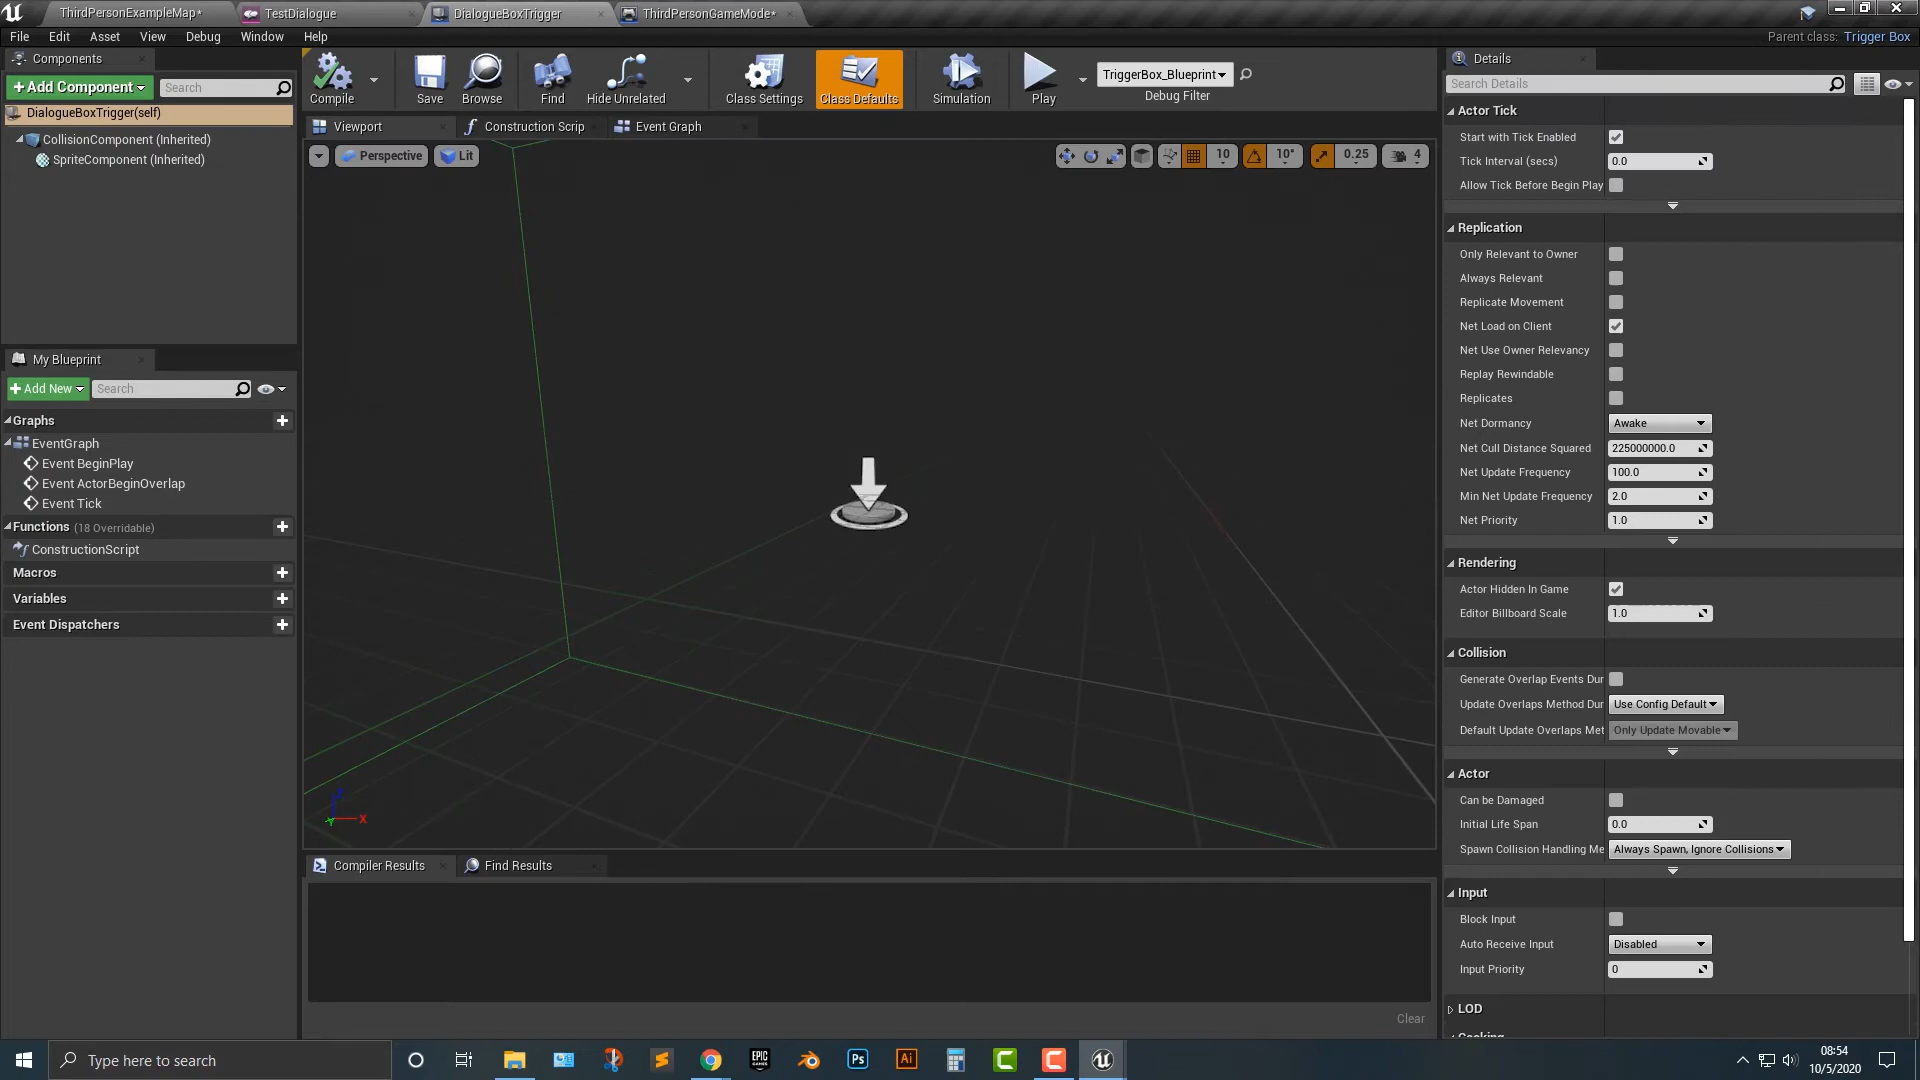 ThirdPersonExampleMap*
TestDialogue
DialogueBoxTrigger
ThirdPersonGameMode*
File Edit Asset View Debug Window Help
Parent class: Trigger Box
Components
+Add Component
Search
DialogueBoxTrigger(self)
CollisionComponent (Inherited)
SpriteComponent (Inherited)
My Blueprint
+Add New
Search
Graphs
EventGraph
Event BeginPlay
Event ActorBeginOverlap
Event Tick
Functions (18 Overridable)
ConstructionScript
Macros
Variables
Event Dispatchers
Compile
Save
Browse
Find
Hide Unrelated
Class Settings
Class Defaults
Simulation
Play
TriggerBox_Blueprint
Debug Filter
Viewport
Construction Scrip
Event Graph
Perspective
Lit
10
10°
0.25
4
Z
Y
X
Compiler Results
Find Results
Clear
Details
Search Details
Actor Tick
Start with Tick Enabled
Tick Interval (secs) 0.0
Allow Tick Before Begin Play
Replication
Only Relevant to Owner
Always Relevant
Replicate Movement
Net Load on Client
Net Use Owner Relevancy
Replay Rewindable
Replicates
Net Dormancy Awake
Net Cull Distance Squared 225000000.0
Net Update Frequency 100.0
Min Net Update Frequency 2.0
Net Priority 1.0
Rendering
Actor Hidden In Game
Editor Billboard Scale 1.0
Collision
Generate Overlap Events Dur
Update Overlaps Method Dur Use Config Default
Default Update Overlaps Met Only Update Movable
Actor
Can be Damaged
Initial Life Span 0.0
Spawn Collision Handling Me Always Spawn, Ignore Collisions
Input
Block Input
Auto Receive Input Disabled
Input Priority 0
LOD
Cooking
Type here to search
EPIC GAMES
Ps
Ai
08:54
10/5/2020